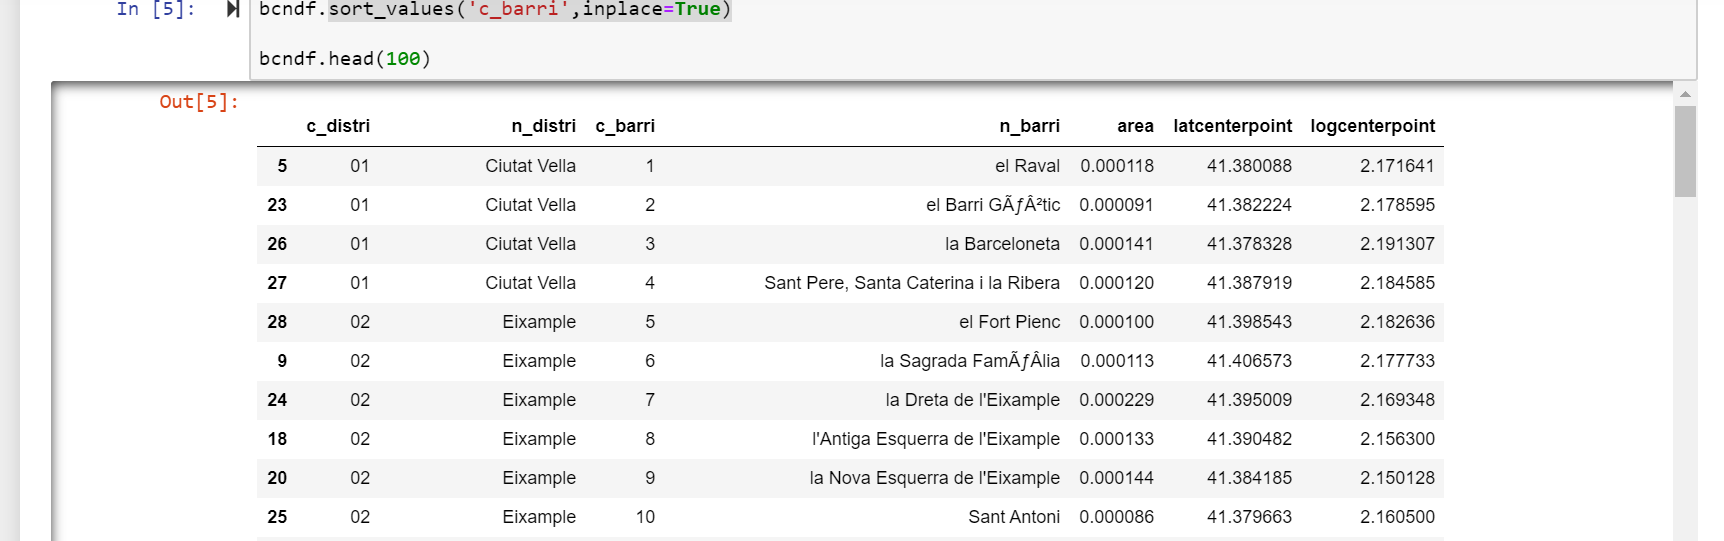 In [5]: bcndf.sort_values('c_barri',inplace=True)
bcndf.head(100)
Out[5]:
c_distri n_distri c_barri n_barri area latcenterpoint logcenterpoint
5 01 Ciutat Vella 1 el Raval 0.000118 41.380088 2.171641
23 01 Ciutat Vella 2 el Barri GÃƒÂ²tic 0.000091 41.382224 2.178595
26 01 Ciutat Vella 3 la Barceloneta 0.000141 41.378328 2.191307
27 01 Ciutat Vella 4 Sant Pere, Santa Caterina i la Ribera 0.000120 41.387919 2.184585
28 02 Eixample 5 el Fort Pienc 0.000100 41.398543 2.182636
9 02 Eixample 6 la Sagrada FamÃƒÂlia 0.000113 41.406573 2.177733
24 02 Eixample 7 la Dreta de l'Eixample 0.000229 41.395009 2.169348
18 02 Eixample 8 l'Antiga Esquerra de l'Eixample 0.000133 41.390482 2.156300
20 02 Eixample 9 la Nova Esquerra de l'Eixample 0.000144 41.384185 2.150128
25 02 Eixample 10 Sant Antoni 0.000086 41.379663 2.160500